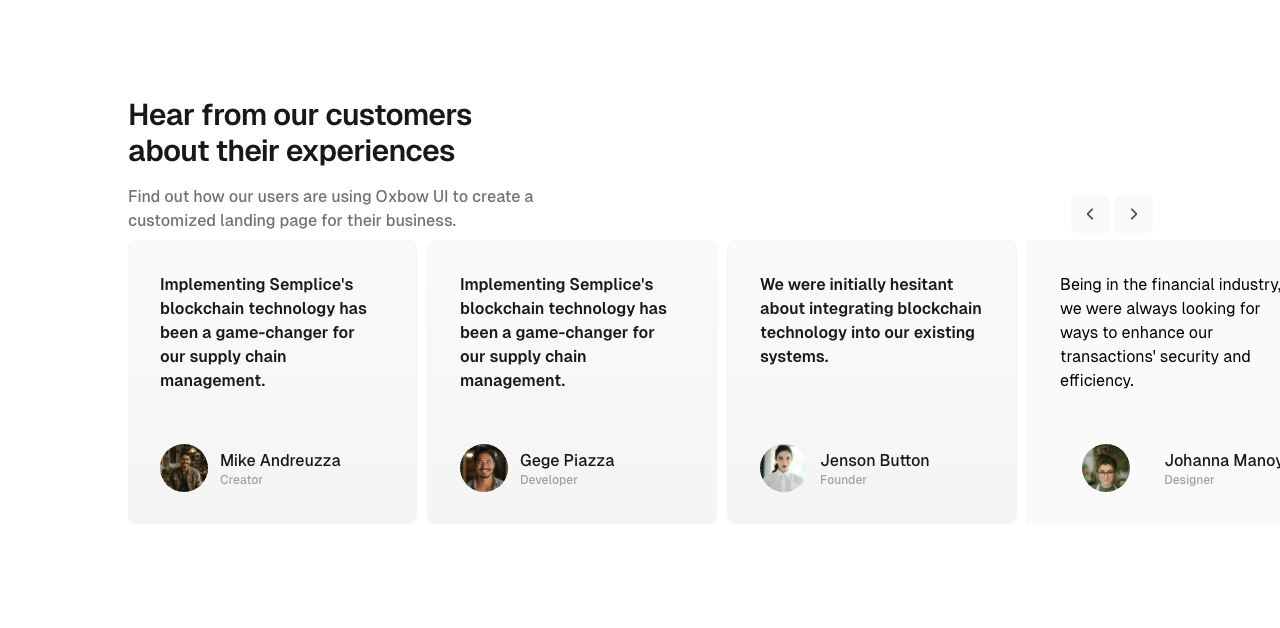 Hear from our customers
about their experiences
Find out how our users are using Oxbow UI to create a
customized landing page for their business.
Implementing Semplice's
blockchain technology has
been a game-changer for
our supply chain
management.
Mike Andreuzza
Creator
Implementing Semplice's
blockchain technology has
been a game-changer for
our supply chain
management.
Gege Piazza
Developer
We were initially hesitant
about integrating blockchain
technology into our existing
systems.
Jenson Button
Founder
Being in the financial industry,
we were always looking for
ways to enhance our
transactions' security and
efficiency.
Johanna Manoy
Designer